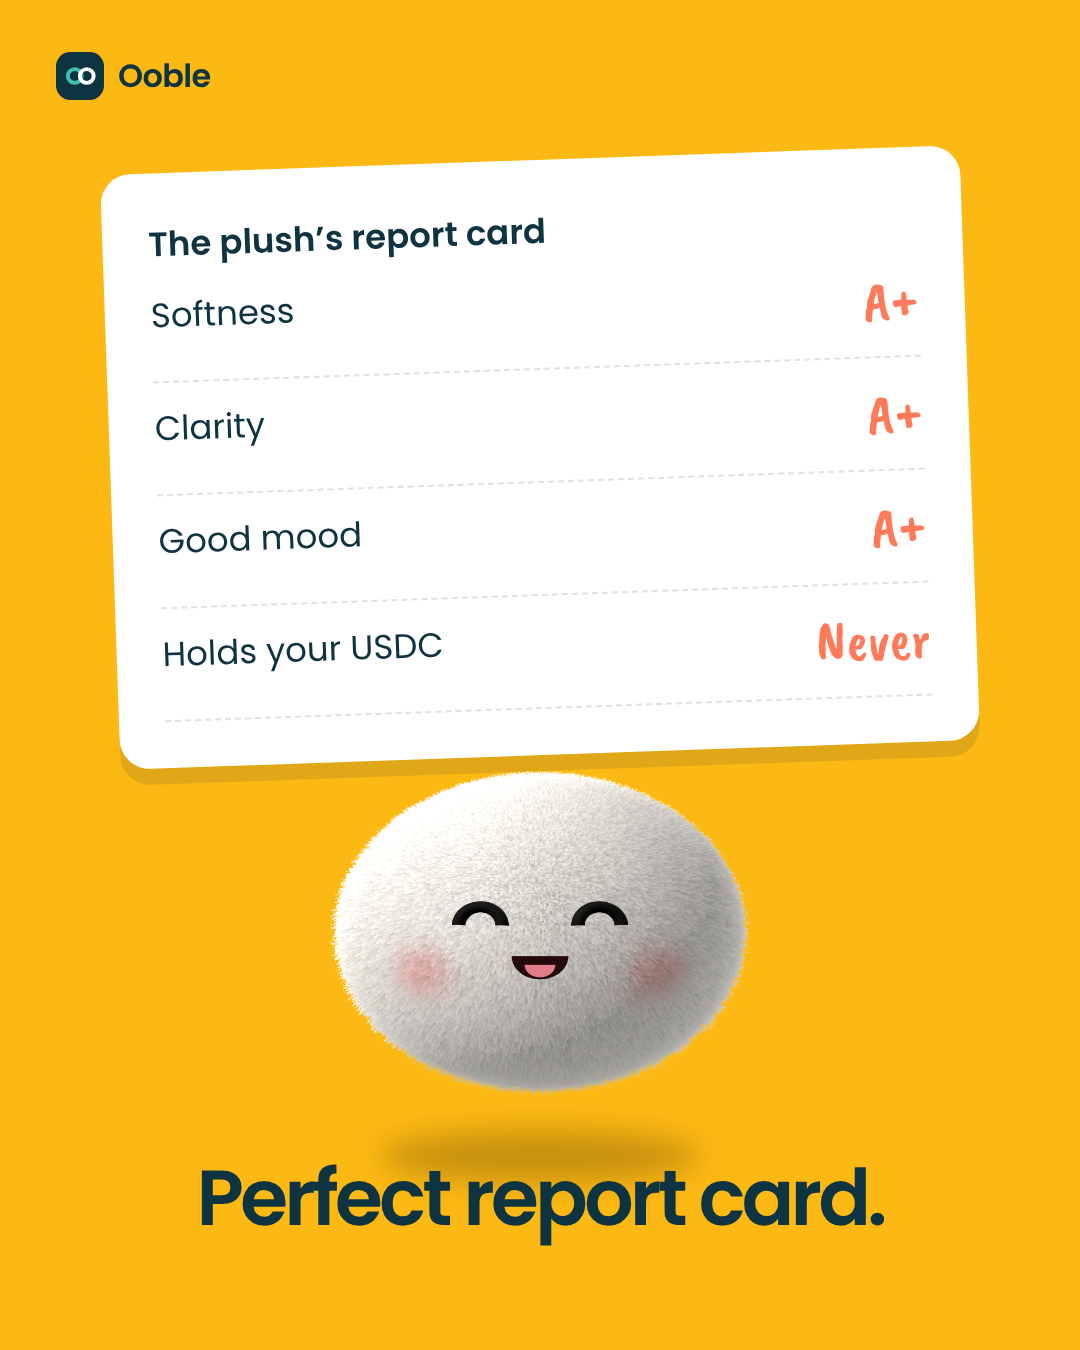 Ooble
The plush’s report card
Softness A+
Clarity A+
Good mood A+
Holds your USDC Never
Perfect report card.